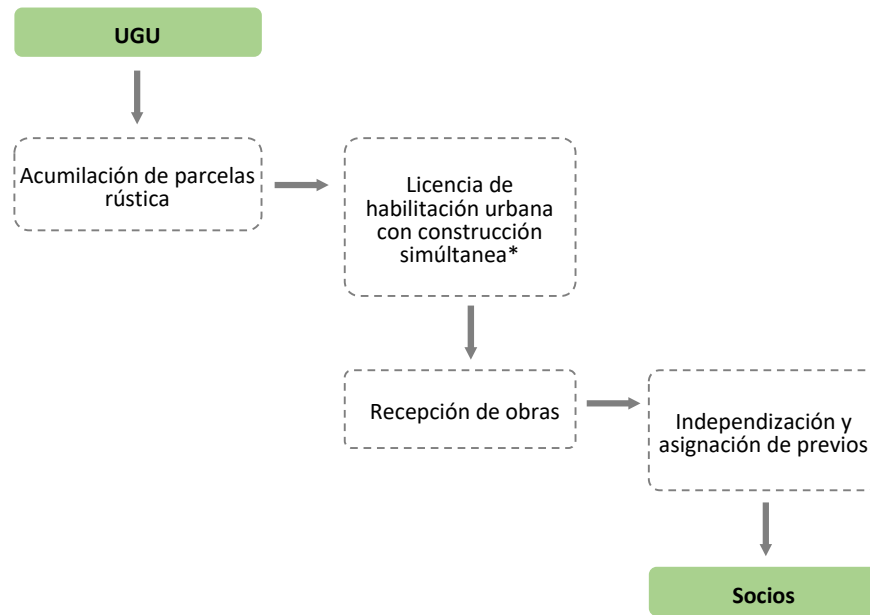 UGU
Acumilación de parcelas
rústica
Licencia de
habilitación urbana
con construcción
simúltanea*
Recepción de obras
Independización y
asignación de previos
Socios